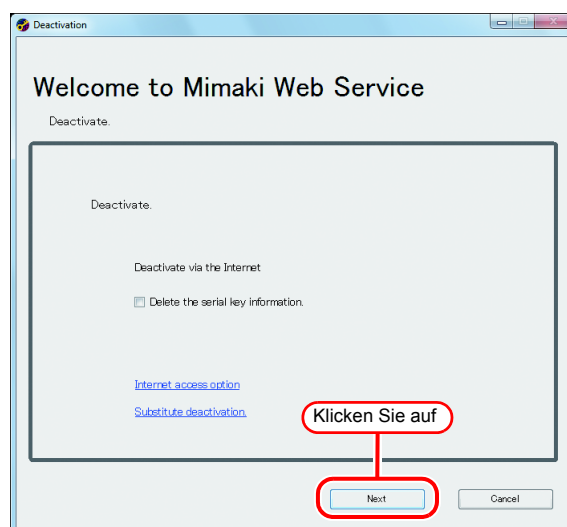 Deactivation
Welcome to Mimaki Web Service
Deactivate.
Deactivate.
Deactivate via the Internet
Delete the serial key information.
Internet access option
Substitute deactivation.
Klicken Sie auf
Next
Cancel